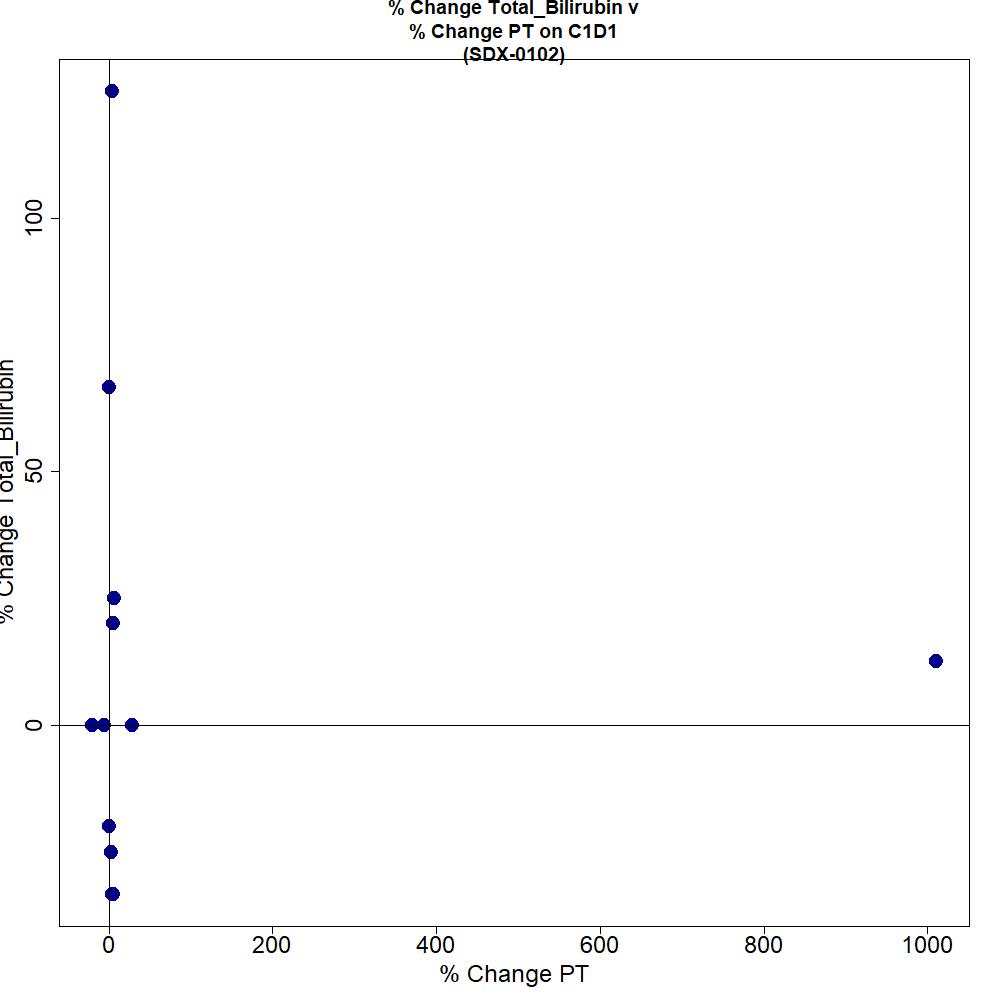 % Change Total_Bilirubin v
% Change PT on C1D1
(SDX-0102)
100
50
0
% Change Total_Bilirubin
0 200 400 600 800 1000
% Change PT